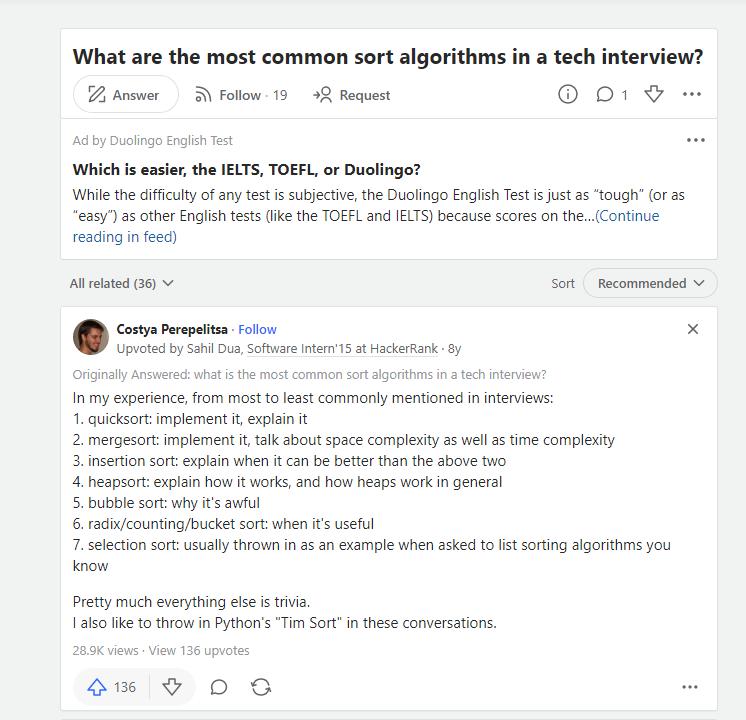 What are the most common sort algorithms in a tech interview?
Answer
Follow · 19
Request
1
Ad by Duolingo English Test
Which is easier, the IELTS, TOEFL, or Duolingo?
While the difficulty of any test is subjective, the Duolingo English Test is just as “tough” (or as
“easy”) as other English tests (like the TOEFL and IELTS) because scores on the...(Continue
reading in feed)
All related (36)
Sort
Recommended
Costya Perepelitsa · Follow
Upvoted by Sahil Dua, Software Intern'15 at HackerRank · 8y
Originally Answered: what is the most common sort algorithms in a tech interview?
In my experience, from most to least commonly mentioned in interviews:
1. quicksort: implement it, explain it
2. mergesort: implement it, talk about space complexity as well as time complexity
3. insertion sort: explain when it can be better than the above two
4. heapsort: explain how it works, and how heaps work in general
5. bubble sort: why it's awful
6. radix/counting/bucket sort: when it's useful
7. selection sort: usually thrown in as an example when asked to list sorting algorithms you
know
Pretty much everything else is trivia.
I also like to throw in Python's "Tim Sort" in these conversations.
28.9K views · View 136 upvotes
136